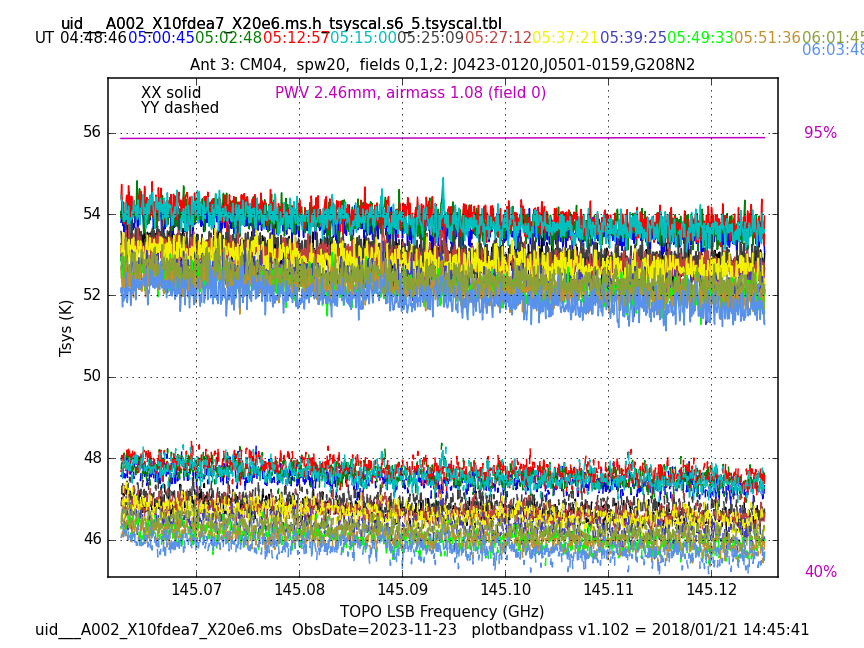 uid___A002_X10fdea7_X20e6.ms.h_tsyscal.s6_5.tsyscal.tbl
UT 04:48:46 05:00:45 05:02:48 05:12:57 05:15:00 05:25:09 05:27:12 05:37:21 05:39:25 05:49:33 05:51:36 06:01:45
06:03:48
Ant 3: CM04, spw20, fields 0,1,2: J0423-0120,J0501-0159,G208N2
XX solid PWV 2.46mm, airmass 1.08 (field 0)
YY dashed
56 95%
54
52
Tsys (K)
50
48
46
40%
145.07 145.08 145.09 145.10 145.11 145.12
TOPO LSB Frequency (GHz)
uid___A002_X10fdea7_X20e6.ms ObsDate=2023-11-23 plotbandpass v1.102 = 2018/01/21 14:45:41